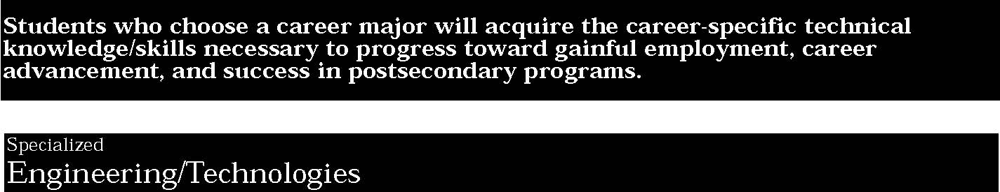 Students who choose a career major will acquire the career-specific technical
knowledge/skills necessary to progress toward gainful employment, career
advancement, and success in postsecondary programs.
Specialized
Engineering/Technologies